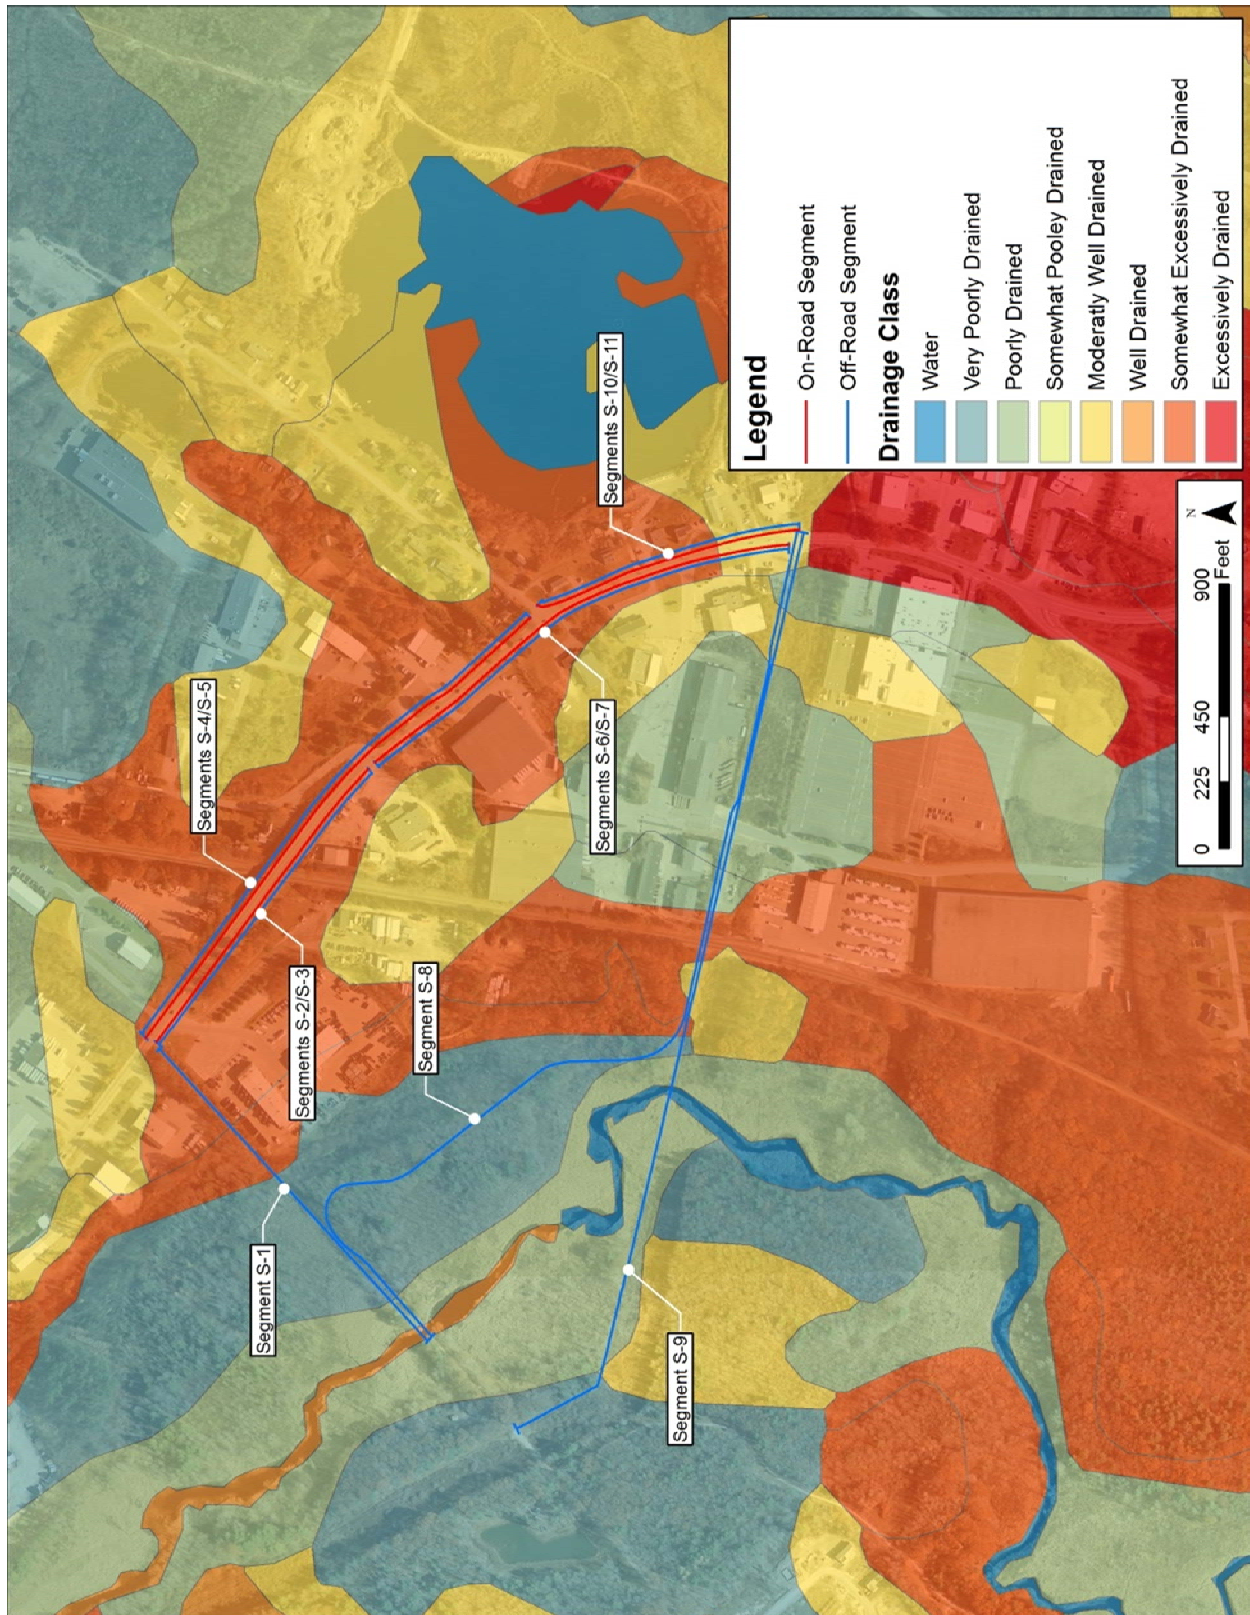 Segments S-4/S-5
Segments S-2/S-3
Segment S-1
Segment S-8
Segments S-10/S-11
Segments S-6/S-7
Segment S-9
Legend
On-Road Segment
Off-Road Segment
Drainage Class
Water
Very Poorly Drained
Poorly Drained
Somewhat Pooley Drained
Moderatly Well Drained
Well Drained
Somewhat Excessively Drained
Excessively Drained
N
0 225 450 900
Feet